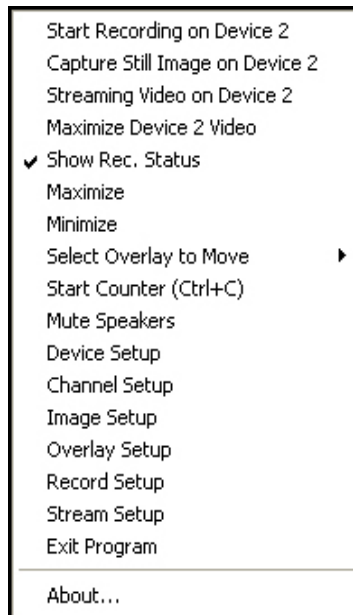 Start Recording on Device 2
Capture Still Image on Device 2
Streaming Video on Device 2
Maximize Device 2 Video
Show Rec. Status
Maximize
Minimize
Select Overlay to Move
Start Counter (Ctrl+C)
Mute Speakers
Device Setup
Channel Setup
Image Setup
Overlay Setup
Record Setup
Stream Setup
Exit Program
About...